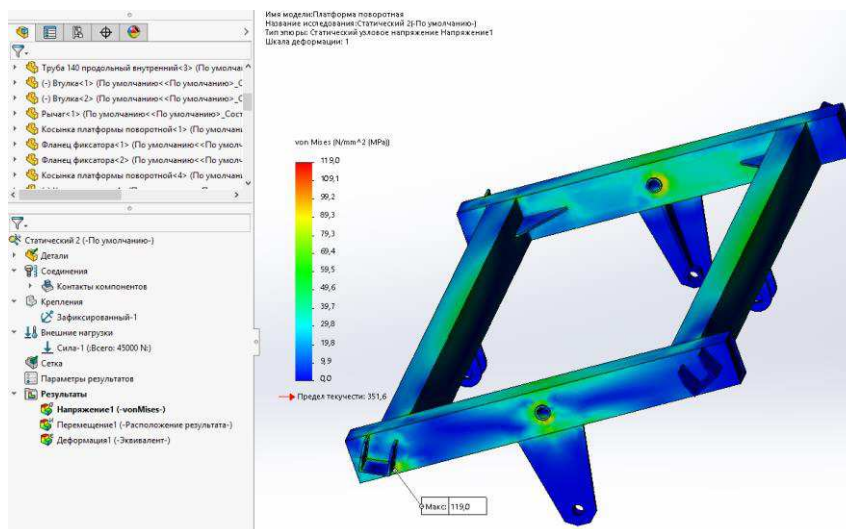 Имя модели:Платформа поворотная
Название исследования:Статический 2(-По умолчанию-)
Тип эпюры: Статический узловое напряжение Напряжение1
Шкала деформации: 1
Труба 140 продольный внутренний<3> (По умолча
(-) Втулка<1> (По умолчанию<<По умолчанию>_С
(-) Втулка<2> (По умолчанию<<По умолчанию>_С
Рычаг<1> (По умолчанию<<По умолчанию>_Сост
Косынка платформы поворотной<1> (По умолчан
Фланец фиксатора<1> (По умолчанию<<По умолч
Фланец фиксатора<2> (По умолчанию<<По умолч
Косынка платформы поворотной<4> (По умолчан
Статический 2 (-По умолчанию-)
Детали
Соединения
Контакты компонентов
Крепления
Зафиксированный-1
Внешние нагрузки
Сила-1 (:Всего: 45000 N:)
Сетка
Параметры результатов
Результаты
Напряжение1 (-vonMises-)
Перемещение1 (-Расположение результата-)
Деформация1 (-Эквивалент-)
von Mises (N/mm^2 (MPa))
119,0
109,0
99,2
89,3
79,3
69,4
59,5
49,6
39,7
29,8
19,8
9,9
0,0
Предел текучести: 351,6
Макс: 119,0